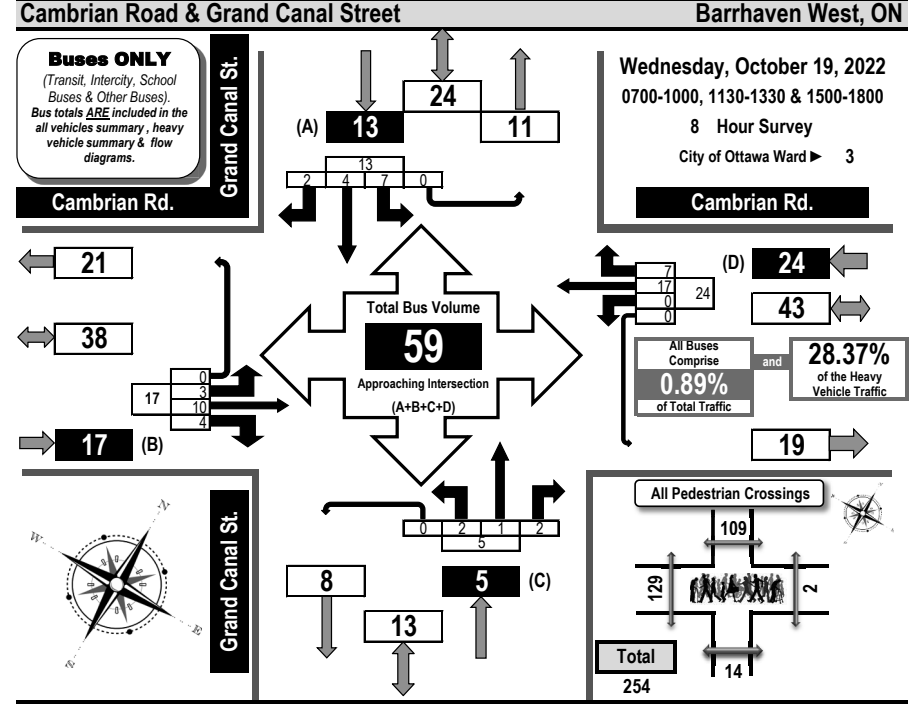 Cambrian Road & Grand Canal Street
Barrhaven West, ON
Buses ONLY
(Transit, Intercity, School
Buses & Other Buses).
Bus totals ARE included in the
all vehicles summary , heavy
vehicle summary & flow
diagrams.
Grand Canal St.
Cambrian Rd.
24
(A)
13
11
13
2
4
7
0
Wednesday, October 19, 2022
0700-1000, 1130-1330 & 1500-1800
8 Hour Survey
City of Ottawa Ward ► 3
Cambrian Rd.
21
38
0
3
10
4
17
17
(B)
Total Bus Volume
59
Approaching Intersection
(A+B+C+D)
7
17
0
0
24
(D)
24
43
All Buses
Comprise
0.89%
of Total Traffic
and
28.37%
of the Heavy
Vehicle Traffic
19
N
W
E
S
Grand Canal St.
0
2
1
2
5
8
5
(C)
13
All Pedestrian Crossings
109
129
2
14
Total
254